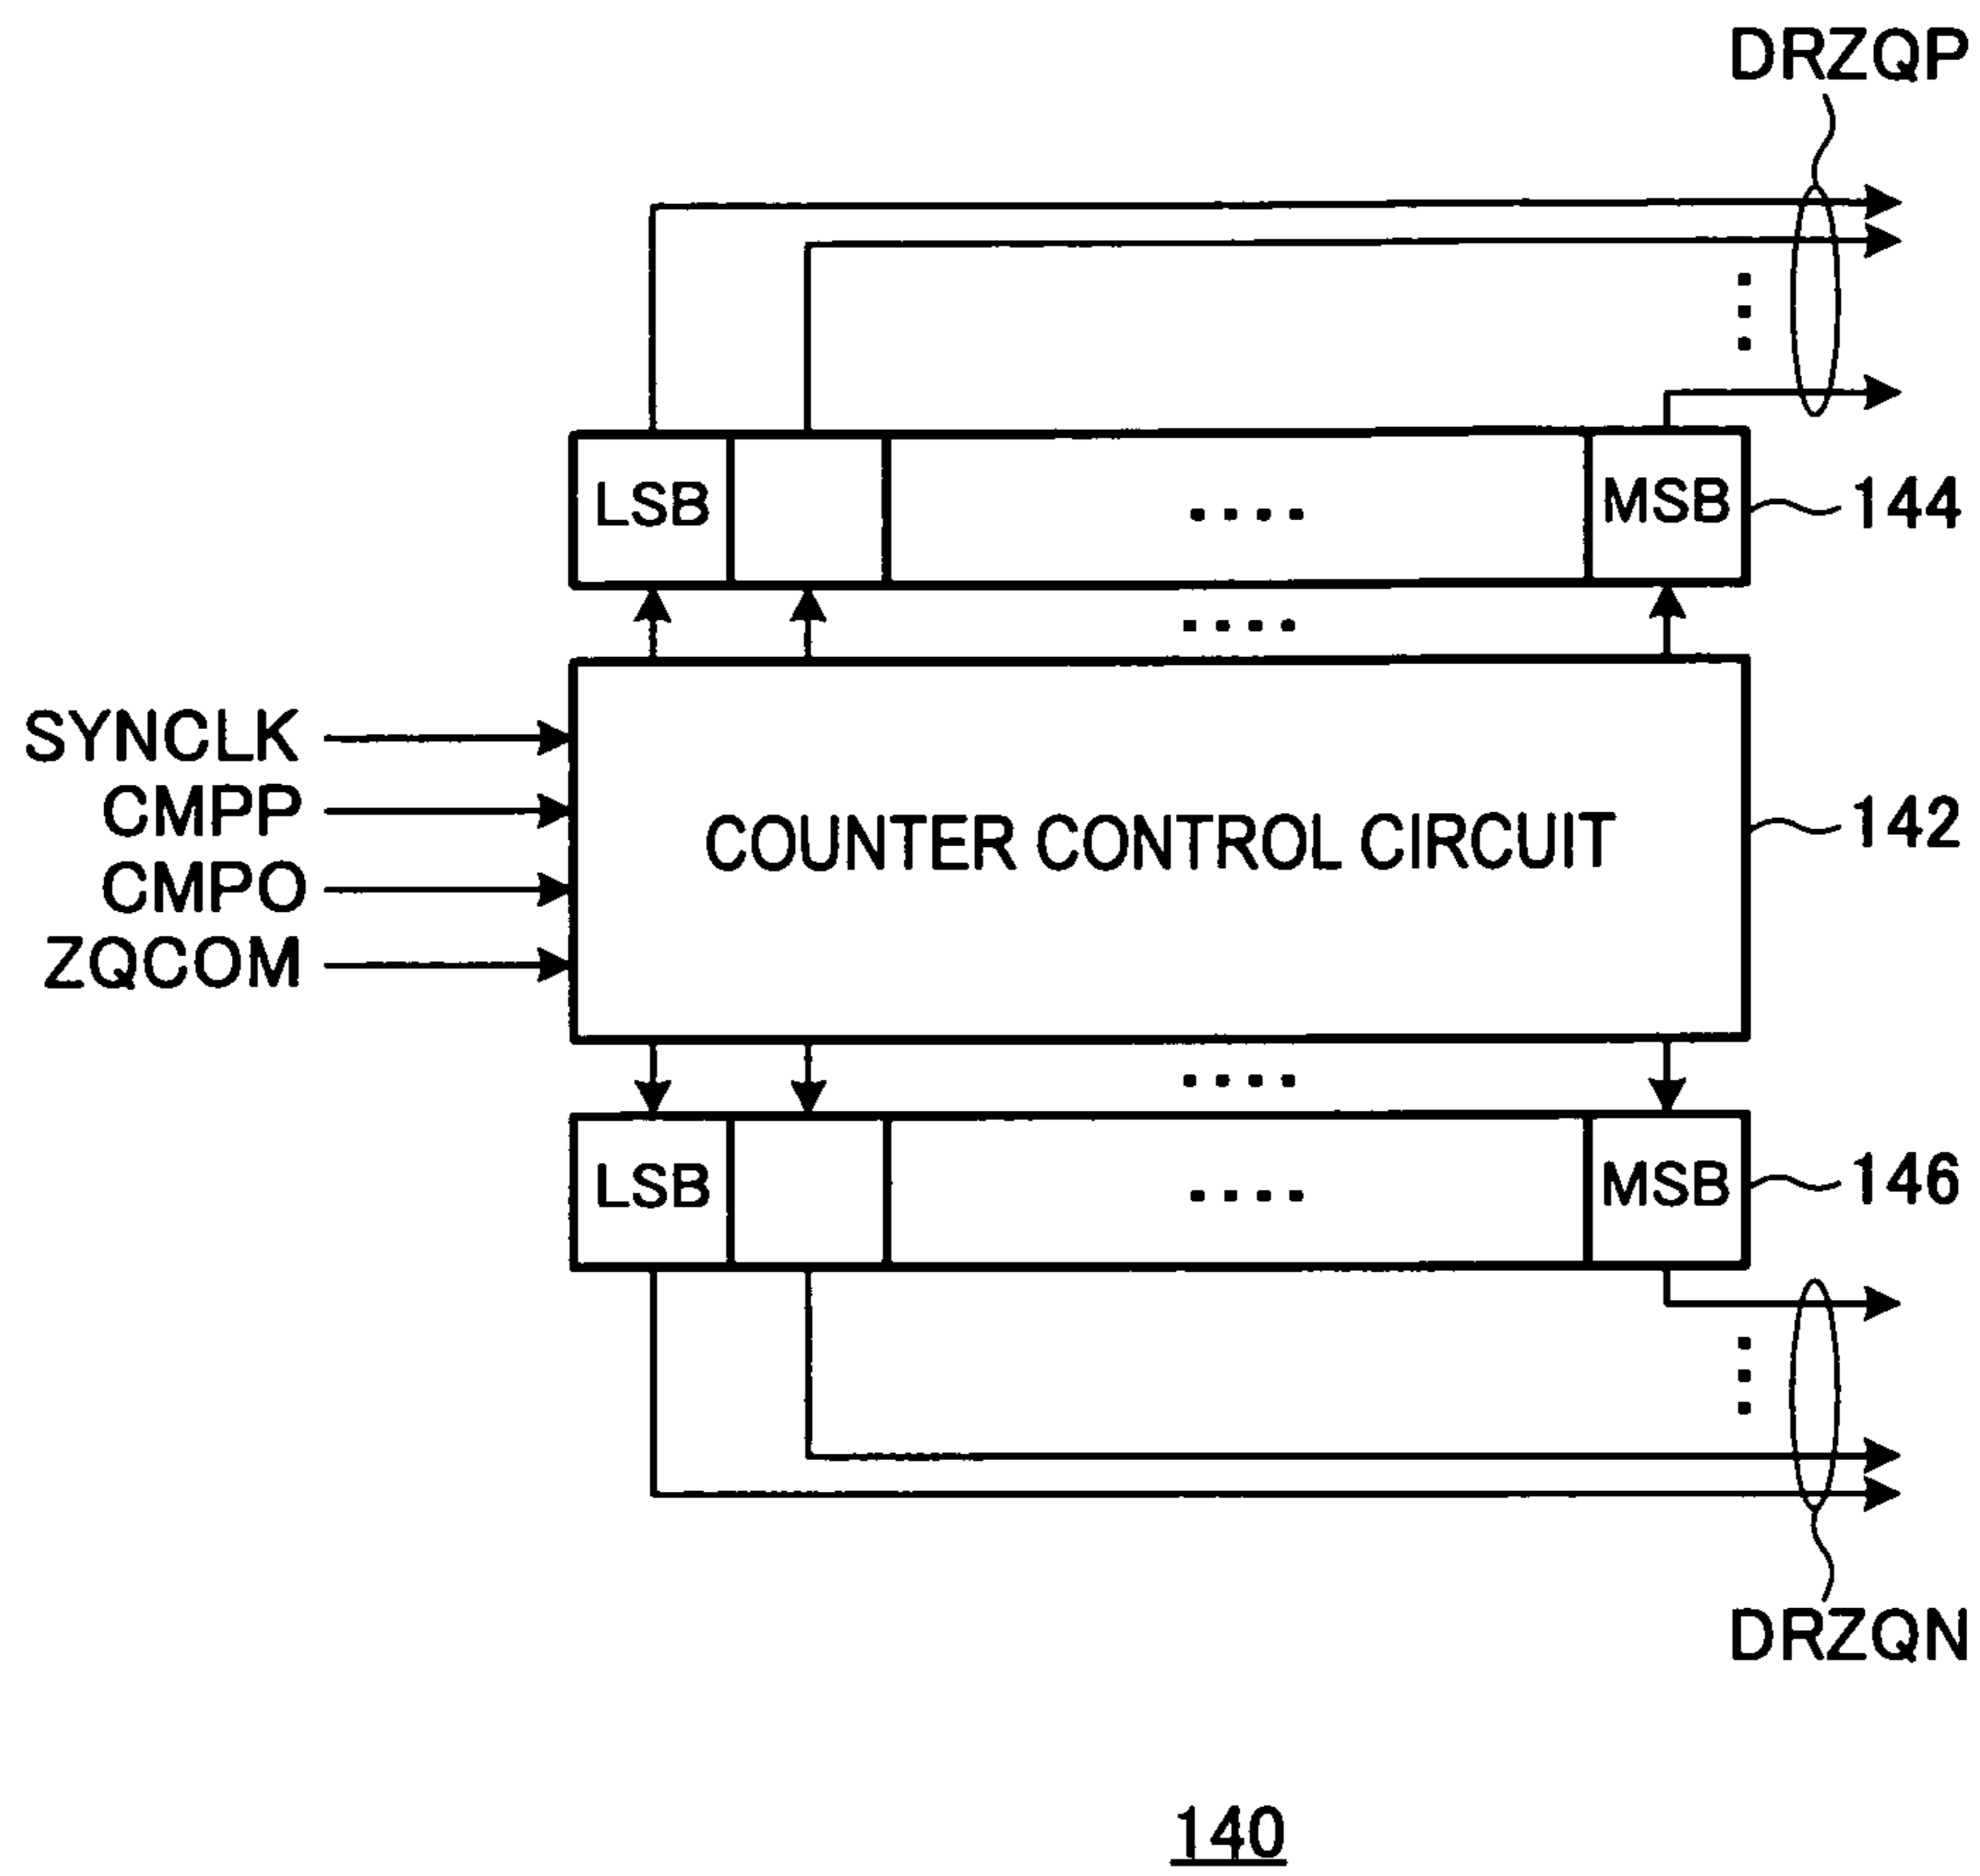 DRZQP
LSB
····
MSB
144
····
SYNCLK
CMPP
CMPO
ZQCOM
COUNTER CONTROL CIRCUIT
142
····
LSB
····
MSB
146
DRZQN
140